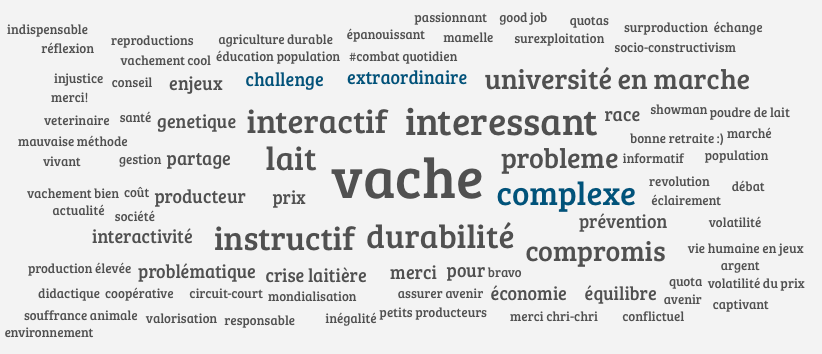 passionnant good job quotas
indispensable surproduction échange
réflexion reproductions agriculture durable épanouissant mamelle surexploitation socio-constructivism
vachement cool éducation population #combat quotidien
injustice conseil enjeux challenge extraordinaire université en marche
merci!
veterinaire santé genetique interactif interessant race showman poudre de lait
mauvaise méthode bonne retraite :) marché
vivant gestion partage lait probleme informatif population
vache
vachement bien coût producteur prix complexe revolution débat
actualité société éclairement
interactivité instructif durabilité prévention volatilité
compromis vie humaine en jeux
production élevée problématique crise laitière merci pour bravo argent
didactique coopérative circuit-court mondialisation assurer avenir économie équilibre quota volatilité du prix
avenir captivant
souffrance animale valorisation responsable inégalité petits producteurs merci chri-chri conflictuel
environnement